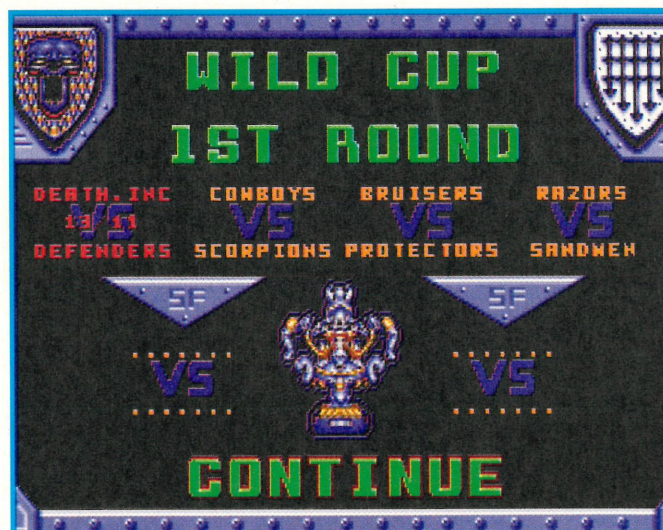 WILD CUP
1ST ROUND
DEATH.INC COWBOYS BRUISERS RAZORS
VS VS VS VS
DEFENDERS SCORPIONS PROTECTORS SANDMEN
SF SF
VS VS
CONTINUE